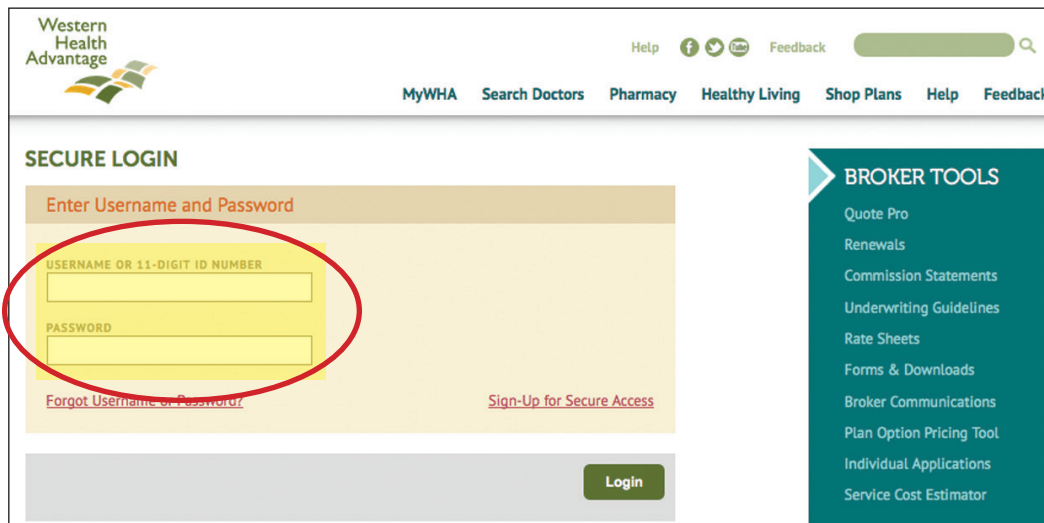 Western
Health
Advantage
Help Feedback
MyWHA Search Doctors Pharmacy Healthy Living Shop Plans Help Feedback
SECURE LOGIN
Enter Username and Password
USERNAME OR 11-DIGIT ID NUMBER
PASSWORD
Forgot Username or Password? Sign-Up for Secure Access
Login
BROKER TOOLS
Quote Pro
Renewals
Commission Statements
Underwriting Guidelines
Rate Sheets
Forms & Downloads
Broker Communications
Plan Option Pricing Tool
Individual Applications
Service Cost Estimator